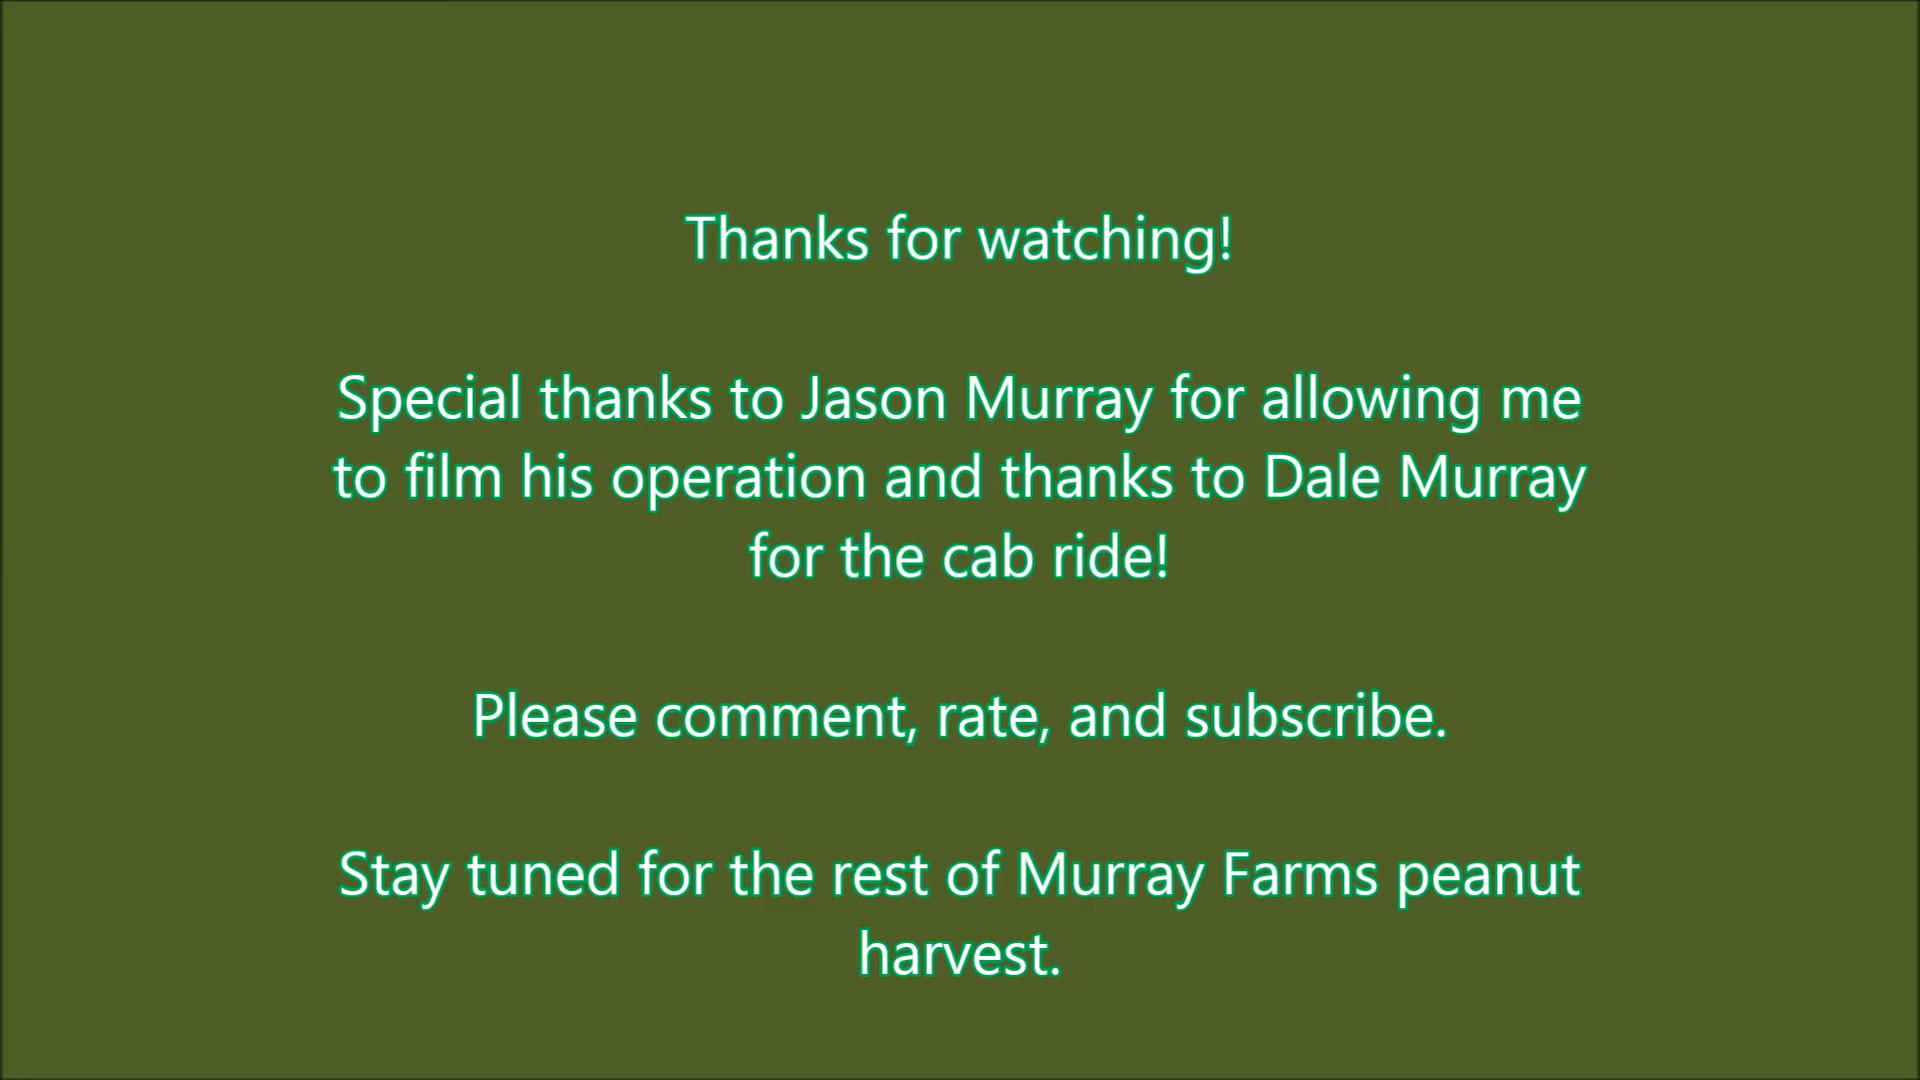 Thanks for watching!
Special thanks to Jason Murray for allowing me
to film his operation and thanks to Dale Murray
for the cab ride!
Please comment, rate, and subscribe.
Stay tuned for the rest of Murray Farms peanut
harvest.